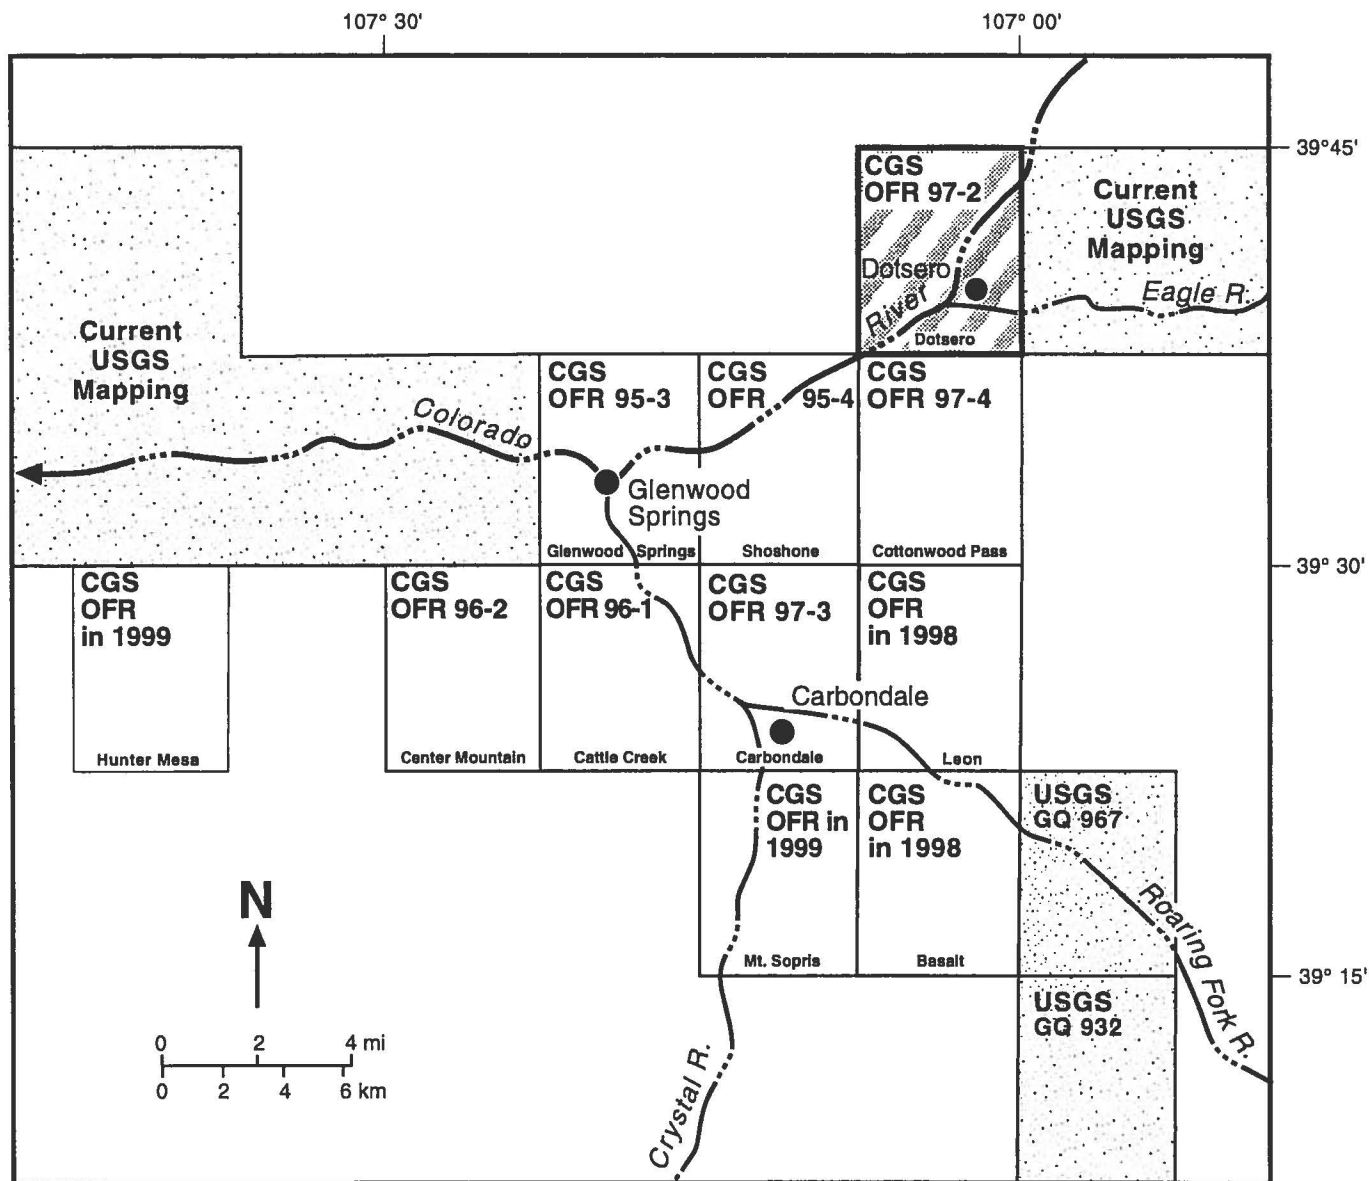 107° 30'
107° 00'
39°45'
CGS
OFR 97-2
Current
USGS
Mapping
Dotsero
River
Eagle R.
Dotsero
Current
USGS
Mapping
CGS
OFR 95-3
CGS
OFR 95-4
CGS
OFR 97-4
Colorado
Glenwood
Springs
Glenwood Springs
Shoshone
Cottonwood Pass
39° 30'
CGS
OFR
in 1999
CGS
OFR 96-2
CGS
OFR 96-1
CGS
OFR 97-3
CGS
OFR
in 1998
Carbondale
Hunter Mesa
Center Mountain
Cattle Creek
Carbondale
Leon
CGS
OFR in
1999
CGS
OFR
in 1998
USGS
GQ 967
N
Roaring Fork R.
Mt. Sopris
Basalt
39° 15'
USGS
GQ 932
0 2 4 mi
0 2 4 6 km
Crystal R.